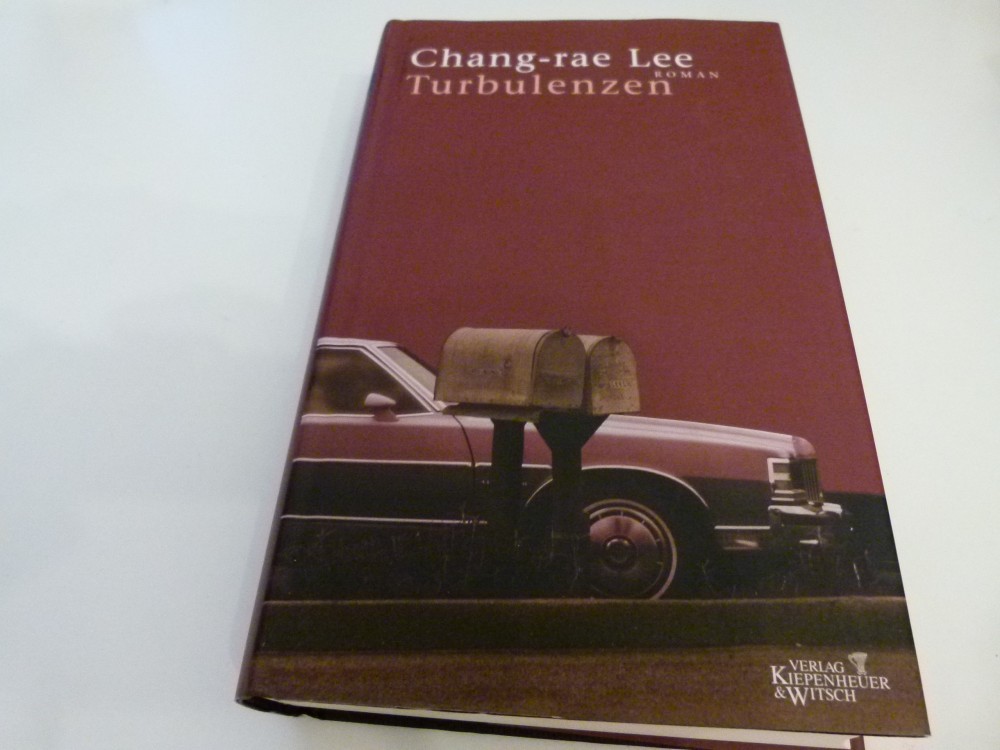 Chang-rae Lee
ROMAN
Turbulenzen
VERLAG
KIEPENHEUER
& WITSCH